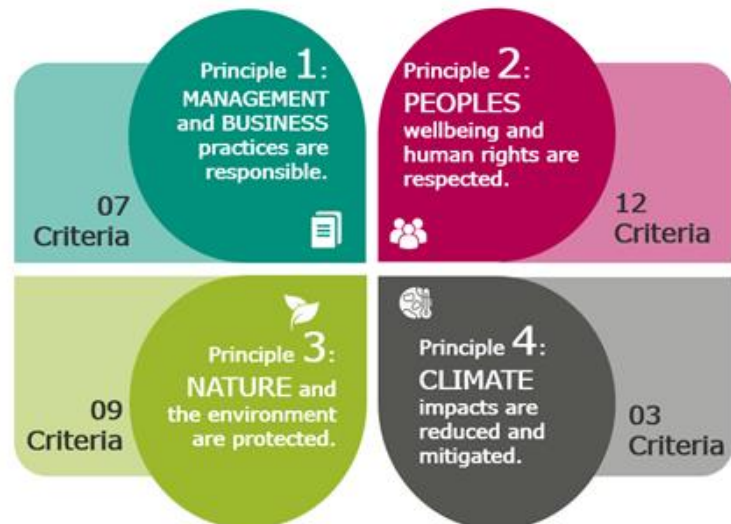 Principle 1:
MANAGEMENT
and BUSINESS
practices are
responsible.
07
Criteria
Principle 2:
PEOPLES
wellbeing and
human rights are
respected.
12
Criteria
Principle 3:
NATURE and
the environment
are protected.
09
Criteria
Principle 4:
CLIMATE
impacts are
reduced and
mitigated.
03
Criteria